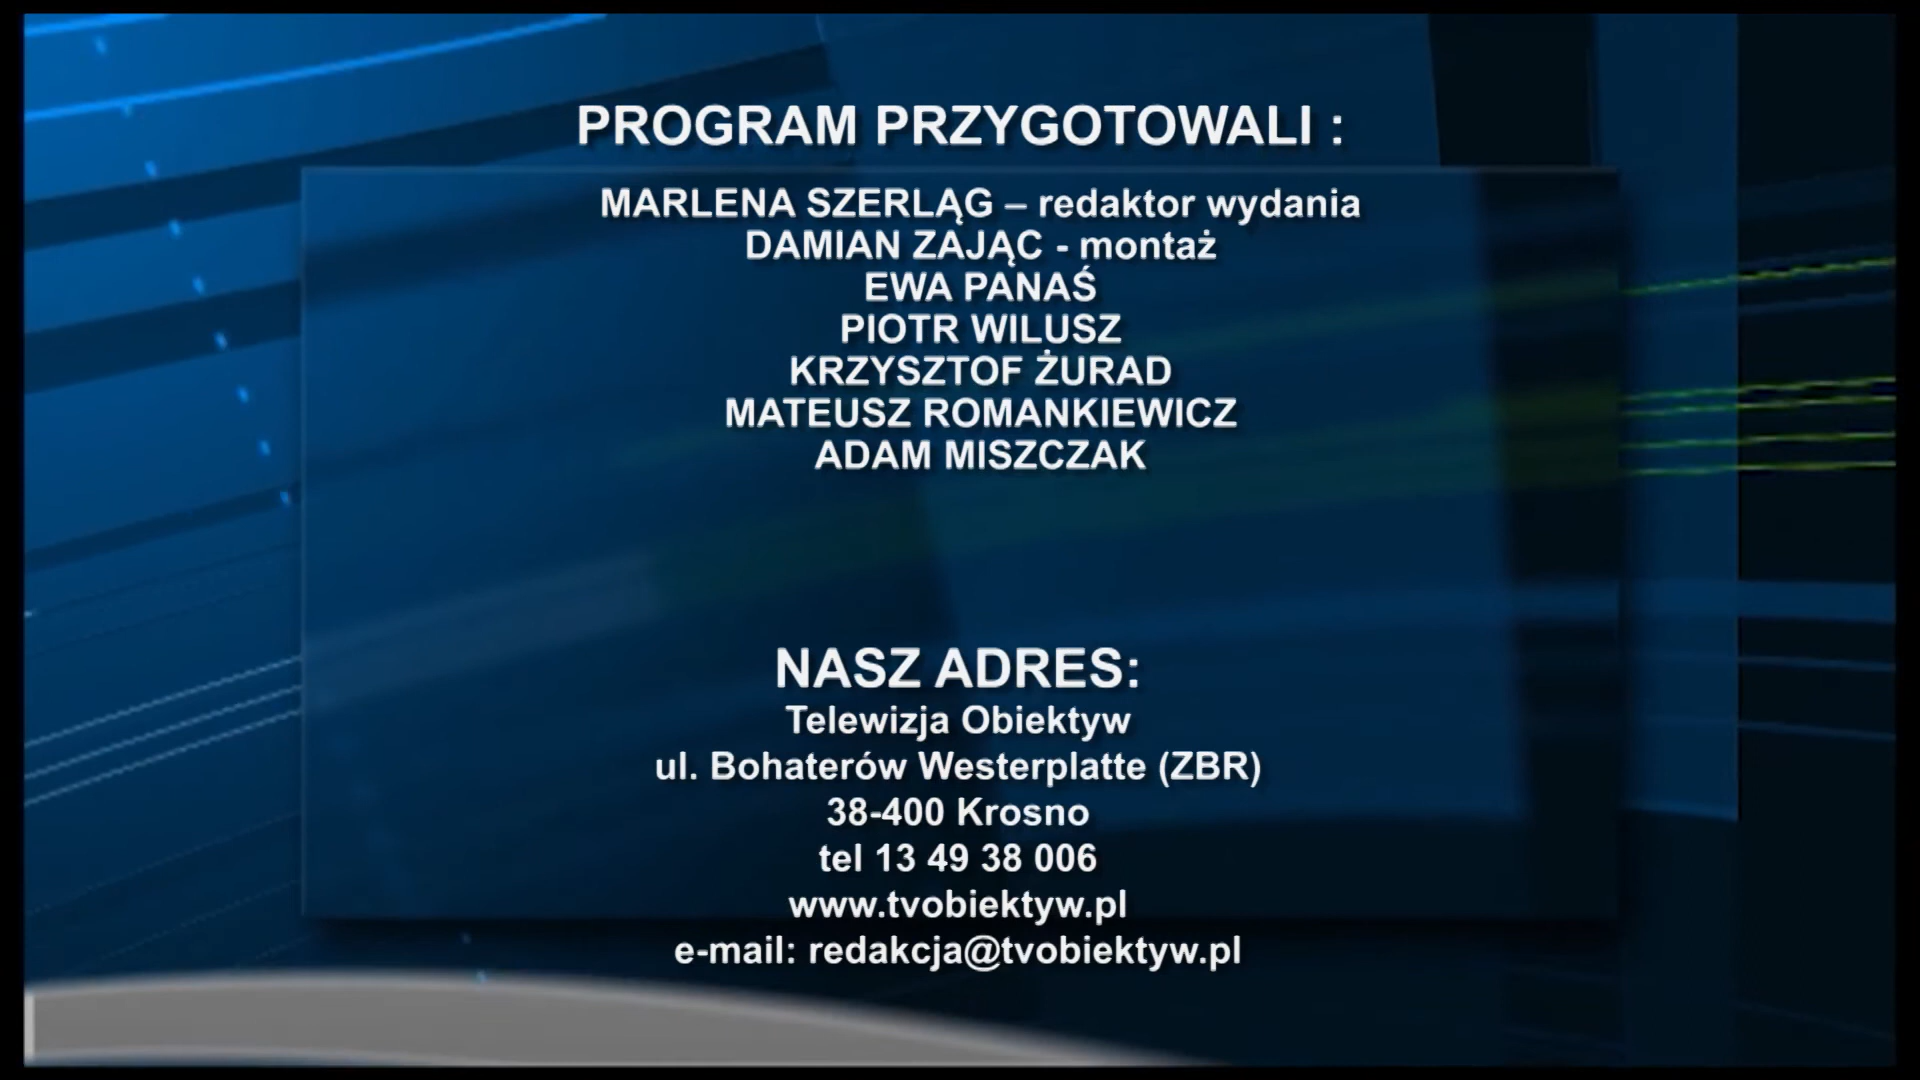 PROGRAM PRZYGOTOWALI :
MARLENA SZERLĄG – redaktor wydania
DAMIAN ZAJĄC - montaż
EWA PANAŚ
PIOTR WILUSZ
KRZYSZTOF ŻURAD
MATEUSZ ROMANKIEWICZ
ADAM MISZCZAK
NASZ ADRES:
Telewizja Obiektyw
ul. Bohaterów Westerplatte (ZBR)
38-400 Krosno
tel 13 49 38 006
www.tvobiektyw.pl
e-mail: redakcja@tvobiektyw.pl